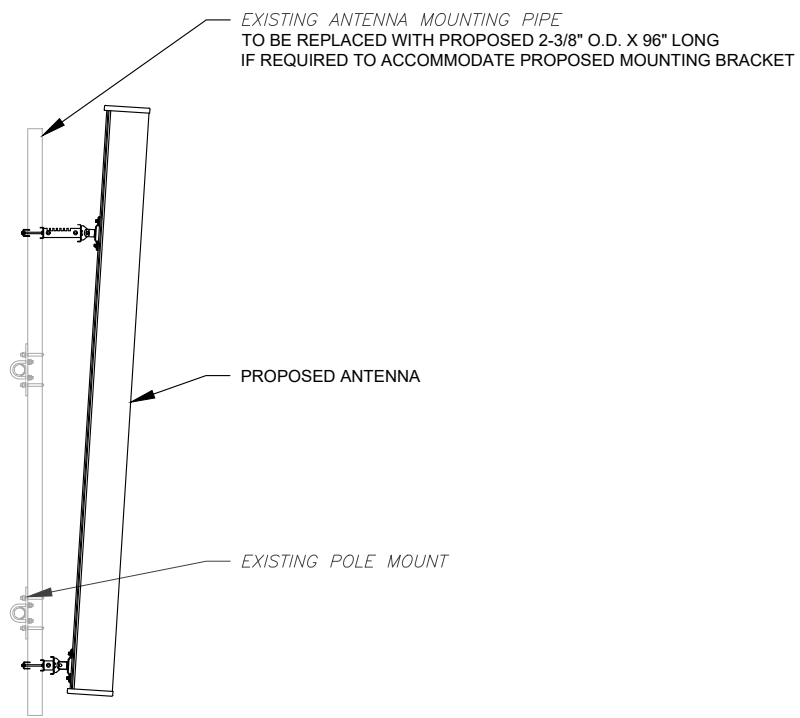 EXISTING ANTENNA MOUNTING PIPE
TO BE REPLACED WITH PROPOSED 2-3/8" O.D. X 96" LONG
IF REQUIRED TO ACCOMMODATE PROPOSED MOUNTING BRACKET
PROPOSED ANTENNA
EXISTING POLE MOUNT